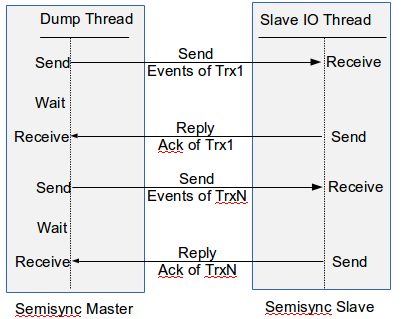 Dump Thread
Slave IO Thread
Send
Send
Receive
Events of Trx1
Wait
Reply
Receive
Send
Ack of Trx1
Send
Send
Receive
Events of TrxN
Wait
Reply
Receive
Send
Ack of TrxN
Semisync Master
Semisync Slave